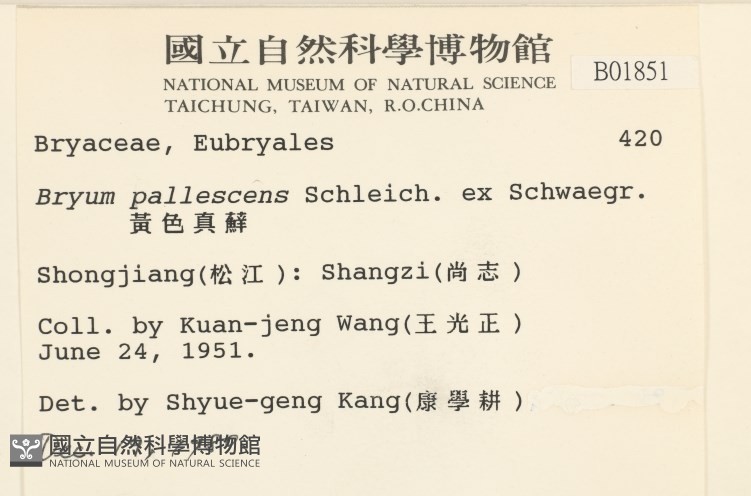 國立自然科學博物館
NATIONAL MUSEUM OF NATURAL SCIENCE
TAICHUNG, TAIWAN, R.O.CHINA
B01851
Bryaceae, Eubryales 420
Bryum pallescens Schleich. ex Schwaegr.
黃色真蘚
Shongjiang(松江): Shangzi(尚志)
Coll. by Kuan-jeng Wang(王光正)
June 24, 1951.
Det. by Shyue-geng Kang(康學耕)
國立自然科學博物館
NATIONAL MUSEUM OF NATURAL SCIENCE